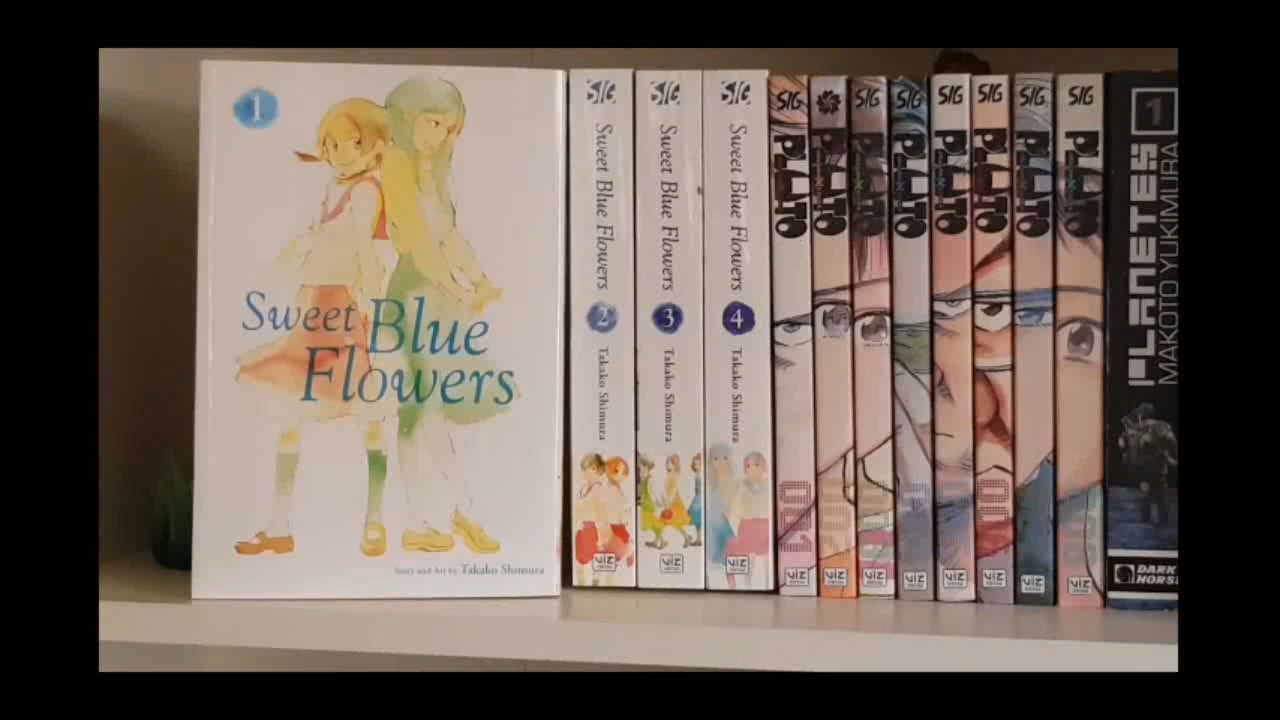 1
Sweet Blue
Flowers
Story and Art by Takako Shimura
SIG
Sweet Blue Flowers
2
Takako Shimura
VIZ
SIG
Sweet Blue Flowers
3
Takako Shimura
VIZ
SIG
Sweet Blue Flowers
4
Takako Shimura
VIZ
SIG
PLUTO
VIZ
PLUTO
VIZ
SIG
PLUTO
VIZ
SIG
PLUTO
VIZ
SIG
PLUTO
VIZ
SIG
PLUTO
VIZ
SIG
PLUTO
VIZ
SIG
PLUTO
VIZ
1
PLANETES
MAKOTO YUKIMURA
DARK
HORSE